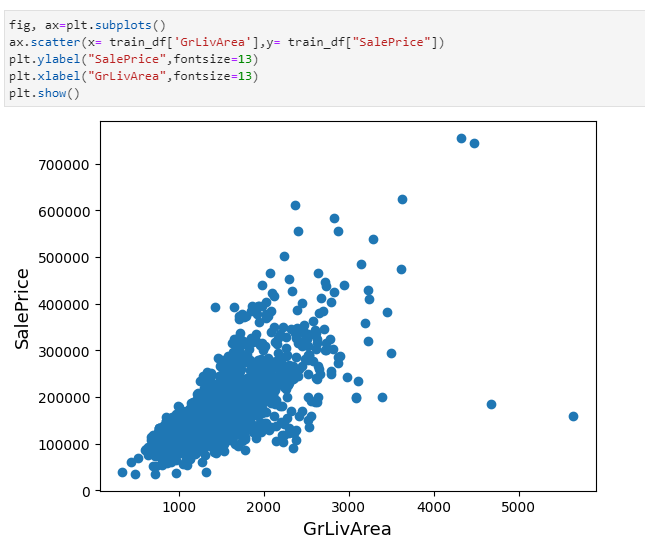 fig, ax=plt.subplots()
ax.scatter(x= train_df['GrLivArea'],y= train_df["SalePrice"])
plt.ylabel("SalePrice",fontsize=13)
plt.xlabel("GrLivArea",fontsize=13)
plt.show()
700000
600000
500000
400000
300000
200000
100000
0
SalePrice
1000 2000 3000 4000 5000
GrLivArea